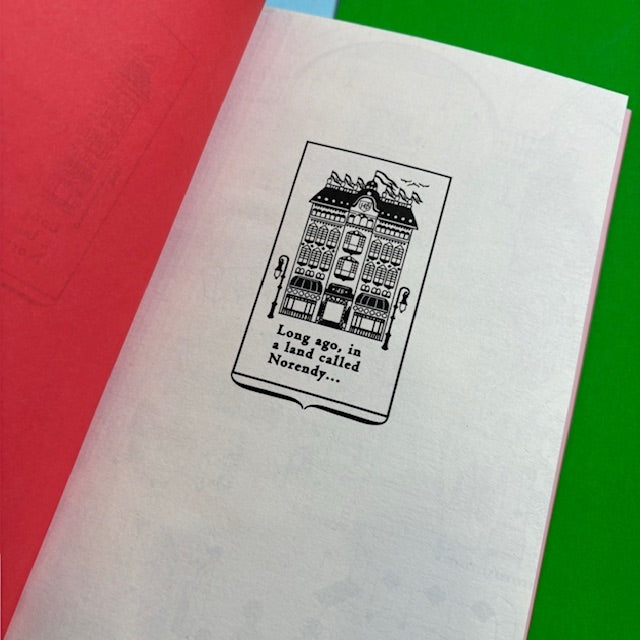 Long ago, in
a land called
Norendy...